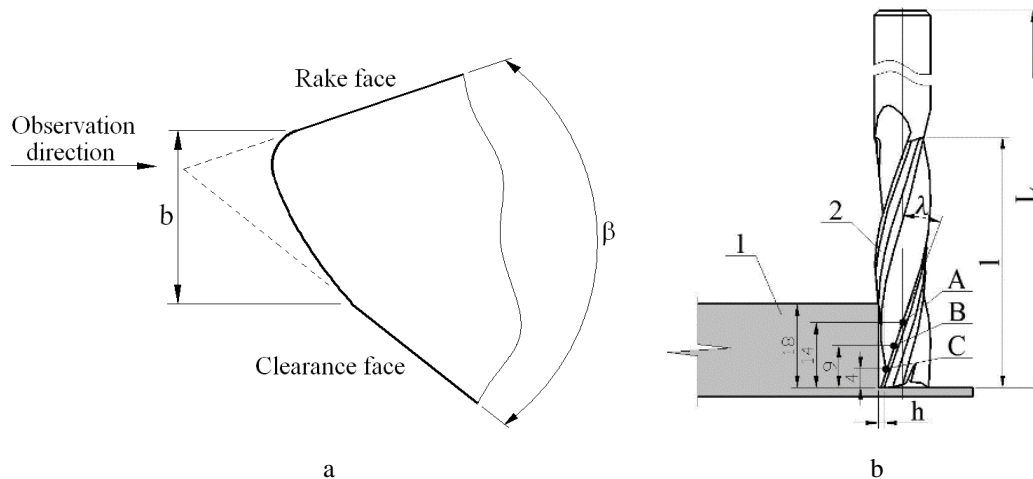 Rake face
Observation
direction
b
β
Clearance face
a
L
λ
2
l
1
A
B
C
18
14
9
4
h
b